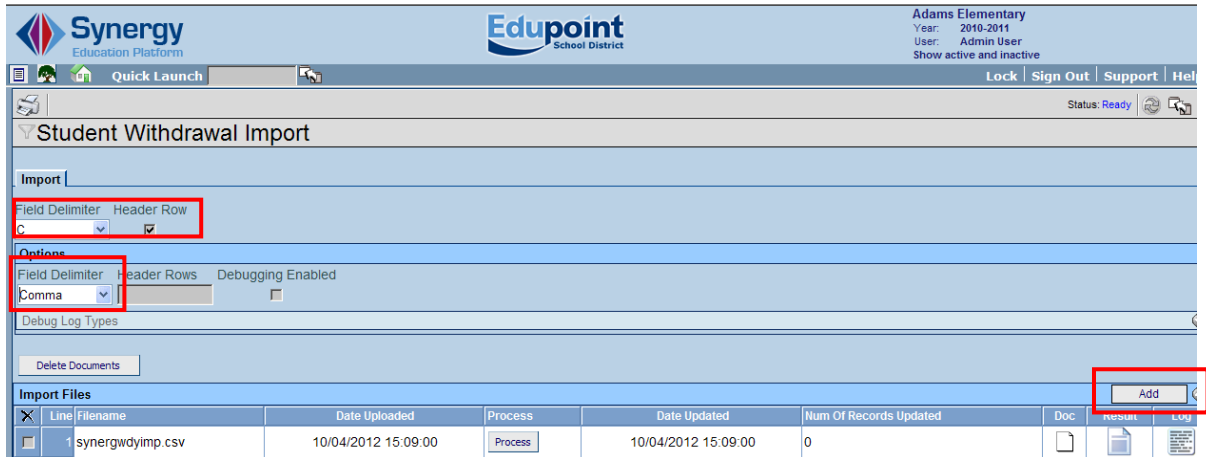 Synergy
Education Platform
Edupoint
School District
Adams Elementary
Year: 2010-2011
User: Admin User
Show active and inactive
Quick Launch
Lock | Sign Out | Support | Hel
Status: Ready
Student Withdrawal Import
Import
Field Delimiter Header Row
C
Options
Field Delimiter Header Rows Debugging Enabled
Comma
Debug Log Types
Delete Documents
Import Files Add
X Line Filename Date Uploaded Process Date Updated Num Of Records Updated Doc Result Log
1 synergwdyimp.csv 10/04/2012 15:09:00 Process 10/04/2012 15:09:00 0